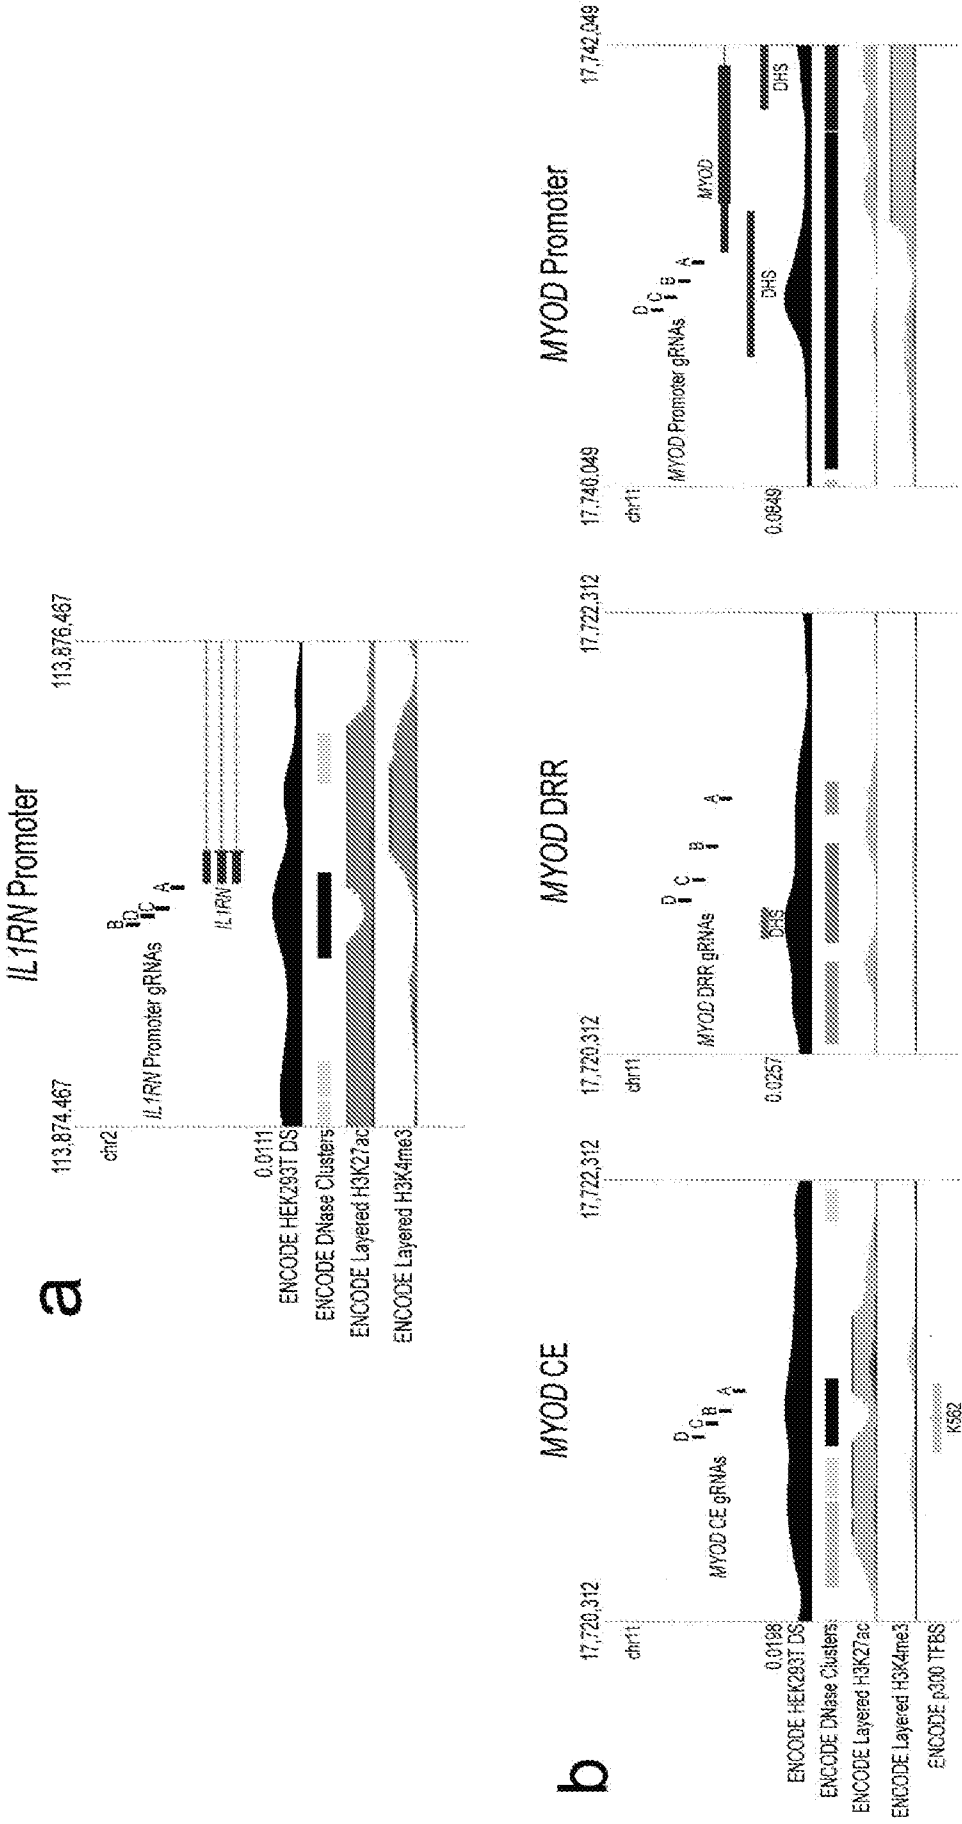 a
IL1RN Promoter
113,874,467
113,876,467
chr2
IL1RN Promoter gRNAs
B
D
C
A
IL1RN
0.0111
ENCODE HEK293T DS
ENCODE DNase Clusters
ENCODE Layered H3K27ac
ENCODE Layered H3K4me3
b
MYOD CE
17,720,312
17,722,312
chr11
MYOD CE gRNAs
D
C
B
A
0.0198
ENCODE HEK293T DS
ENCODE DNase Clusters
ENCODE Layered H3K27ac
ENCODE Layered H3K4me3
ENCODE p300 TFBS
K562
MYOD DRR
17,720,312
17,722,312
chr11
MYOD DRR gRNAs
D
C
B
A
DHS
0.0257
MYOD Promoter
17,740,049
17,742,049
chr11
MYOD Promoter gRNAs
D
C
B
A
MYOD
DHS
DHS
0.0849